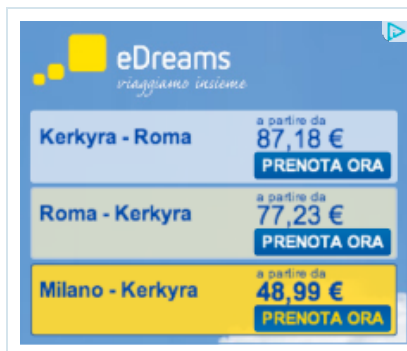 eDreams
viaggiamo insieme
a partire da
Kerkyra - Roma 87,18 €
PRENOTA ORA
a partire da
Roma - Kerkyra 77,23 €
PRENOTA ORA
a partire da
Milano - Kerkyra 48,99 €
PRENOTA ORA